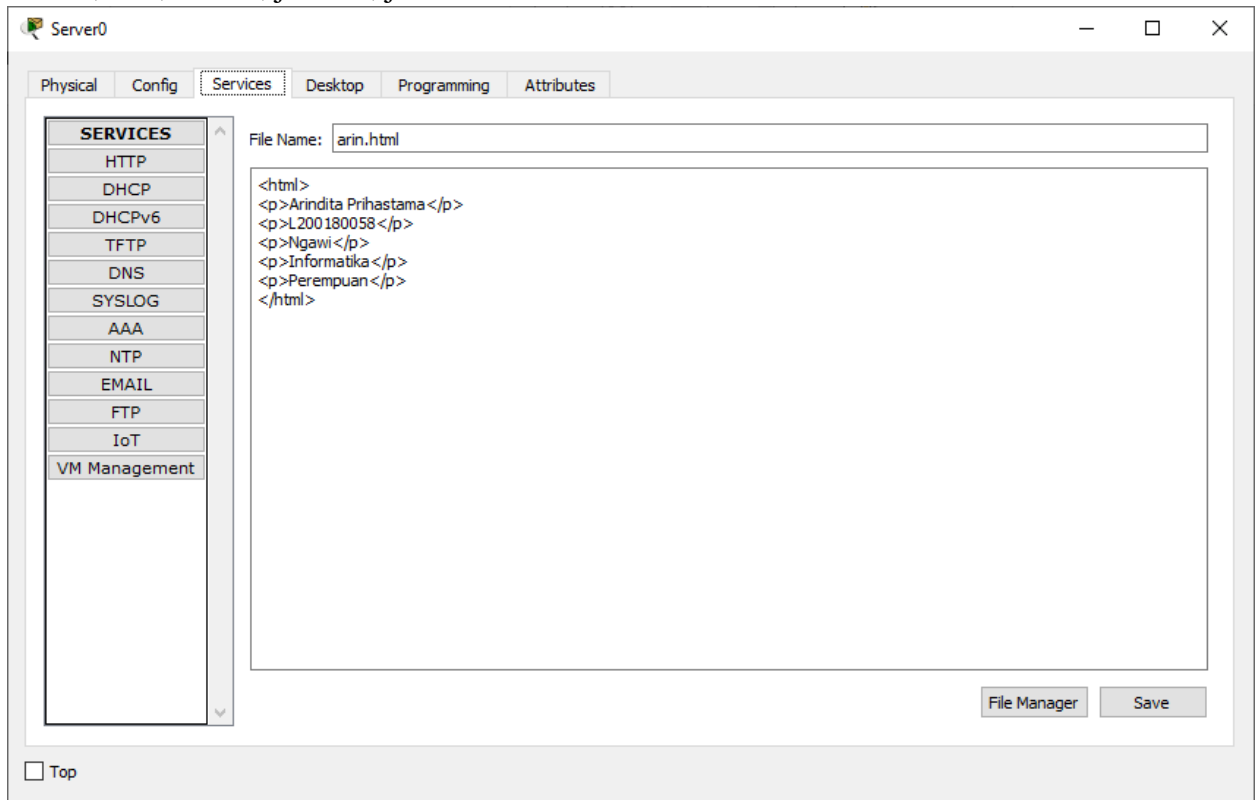 Server0
Physical Config Services Desktop Programming Attributes
SERVICES
HTTP
DHCP
DHCPv6
TFTP
DNS
SYSLOG
AAA
NTP
EMAIL
FTP
IoT
VM Management
File Name: arin.html
<html>
<p>Arindita Prihastama</p>
<p>L200180058</p>
<p>Ngawi</p>
<p>Informatika</p>
<p>Perempuan</p>
</html>
File Manager Save
Top